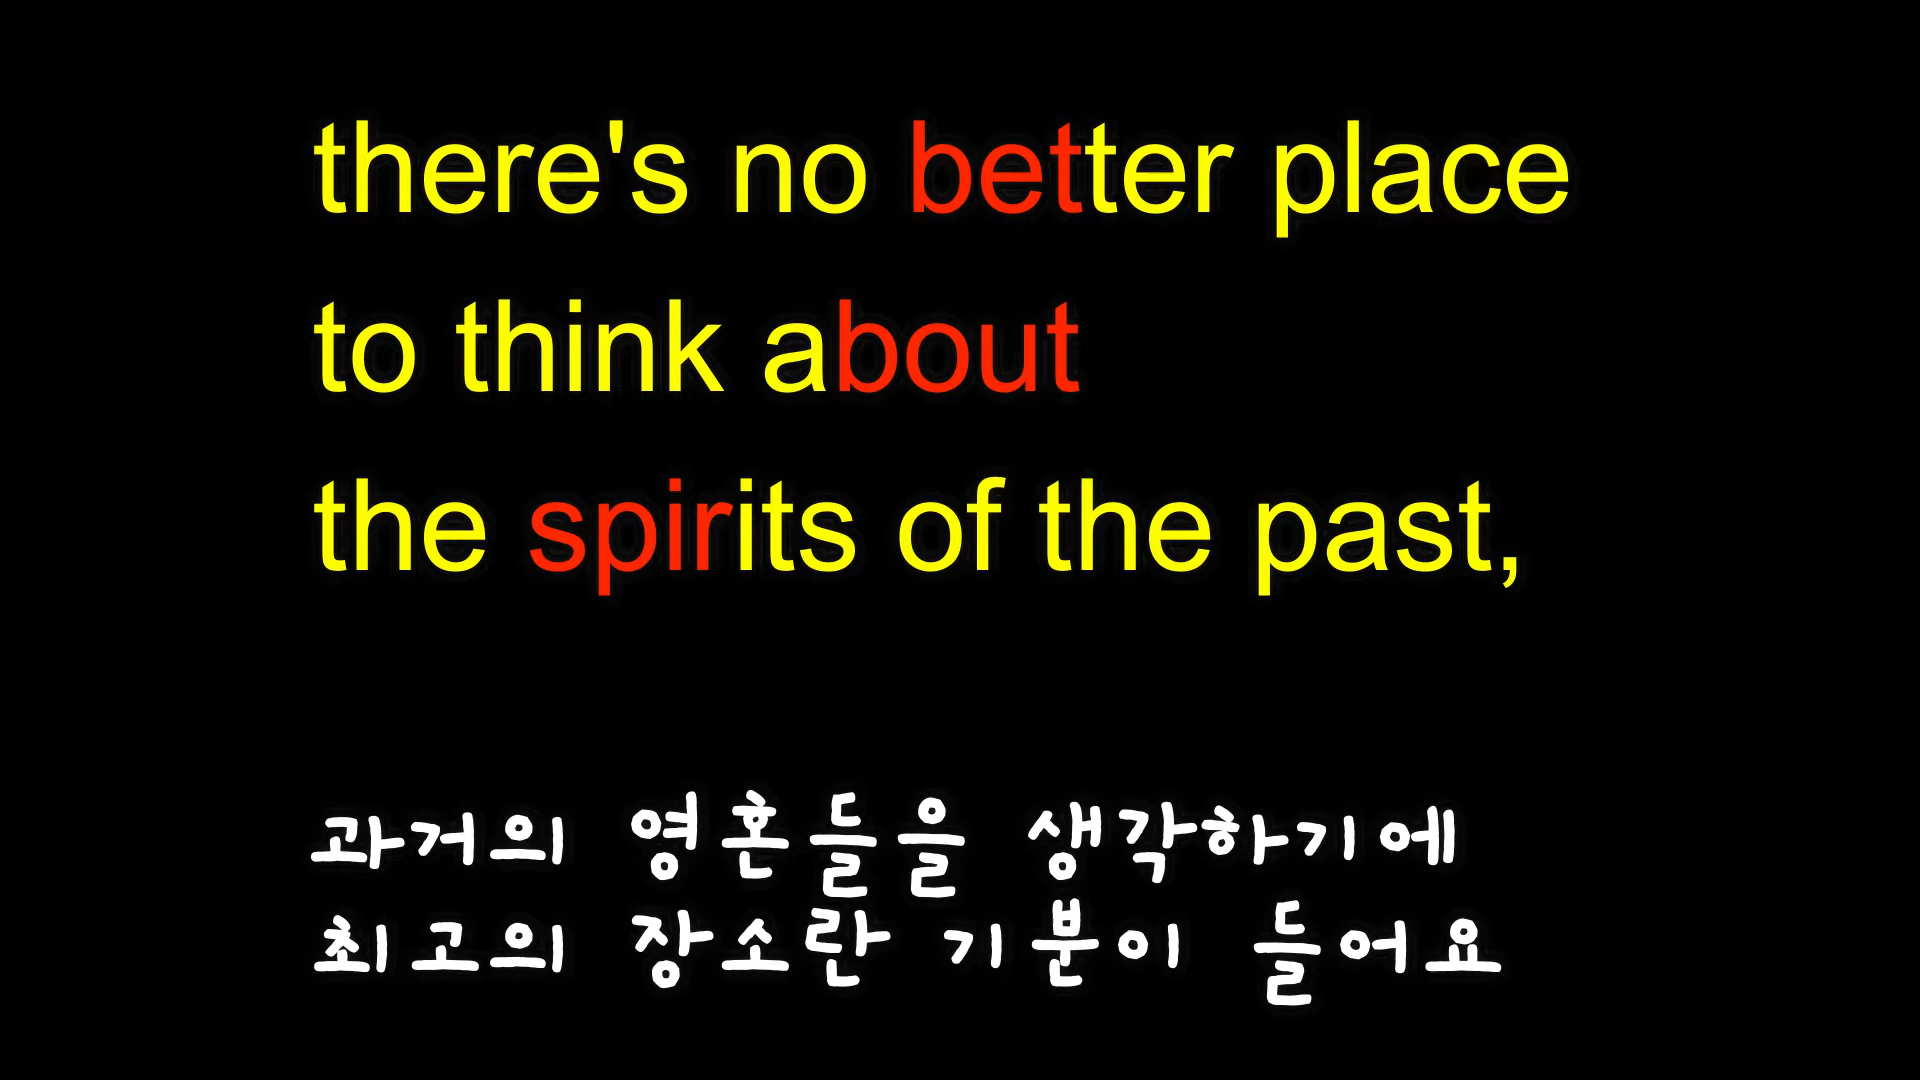 there's no better place
to think about
the spirits of the past,
과거의 영혼들을 생각하기에
최고의 장소란 기분이 들어요